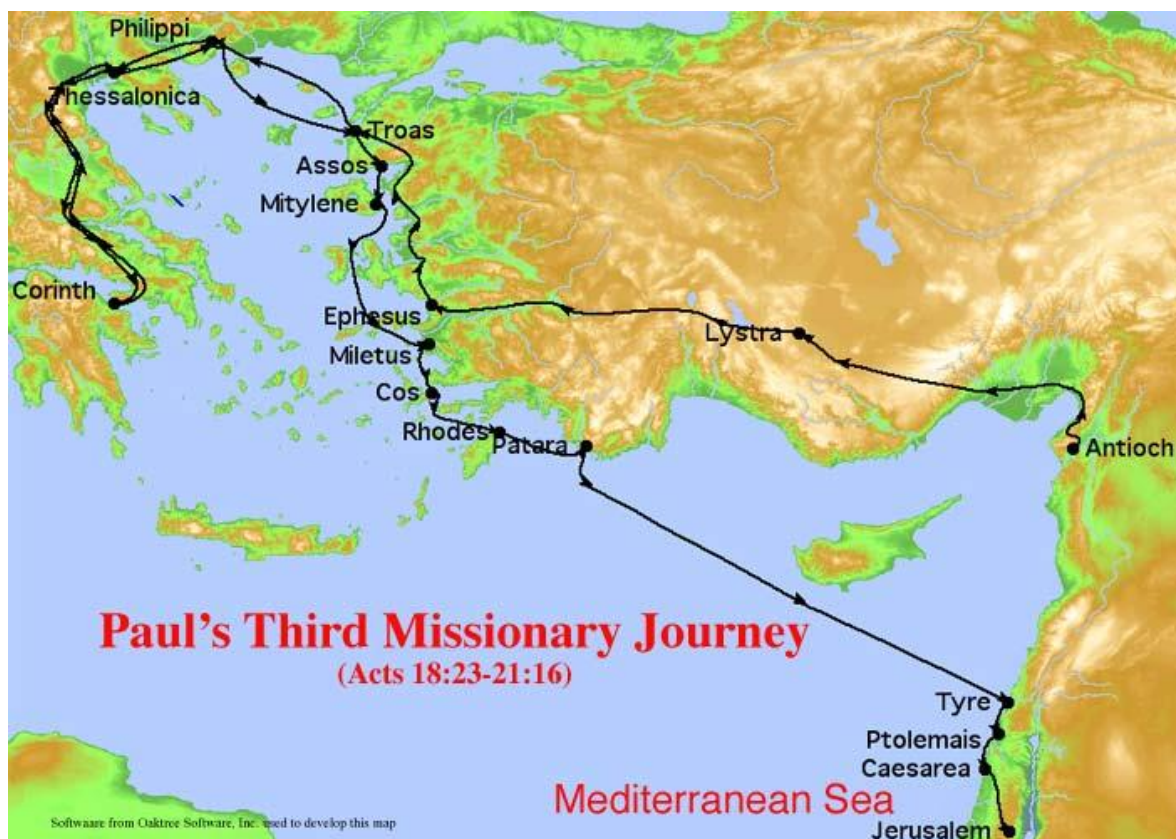 Philippi
Thessalonica
Troas
Assos
Mitylene
Corinth
Ephesus
Lystra
Miletus
Cos
Rhodes
Patara
Antioch
Paul's Third Missionary Journey
(Acts 18:23-21:16)
Tyre
Ptolemais
Caesarea
Mediterranean Sea
Jerusalem
Softwaare from Oaktree Software, Inc. used to develop this map